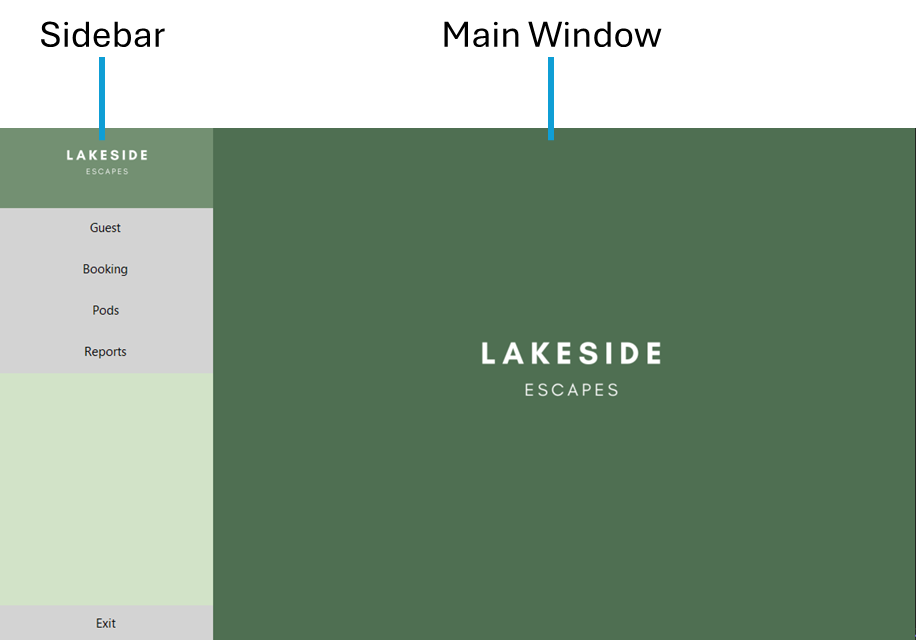 Sidebar
Main Window
LAKESIDE
ESCAPES
Guest
Booking
Pods
Reports
Exit
LAKESIDE
ESCAPES